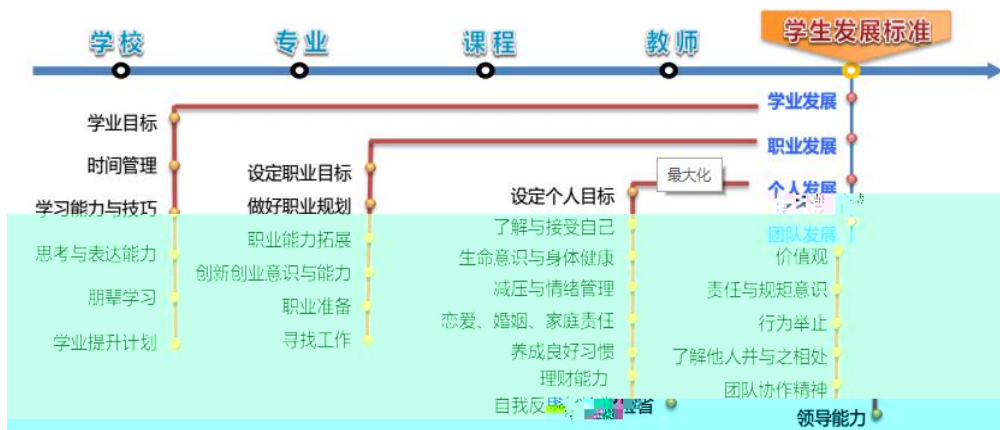 学校
专业
课程
教师
学生发展标准
学业发展
学业目标
时间管理
学习能力与技巧
思考与表达能力
朋辈学习
学业提升计划
职业发展
设定职业目标
做好职业规划
职业能力拓展
创新创业意识与能力
职业准备
寻找工作
最大化
个人发展
设定个人目标
了解与接受自己
生命意识与身体健康
减压与情绪管理
恋爱、婚姻、家庭责任
养成良好习惯
理财能力
自我反
省
团队发展
价值观
责任与规矩意识
行为举止
了解他人并与之相处
团队协作精神
领导能力